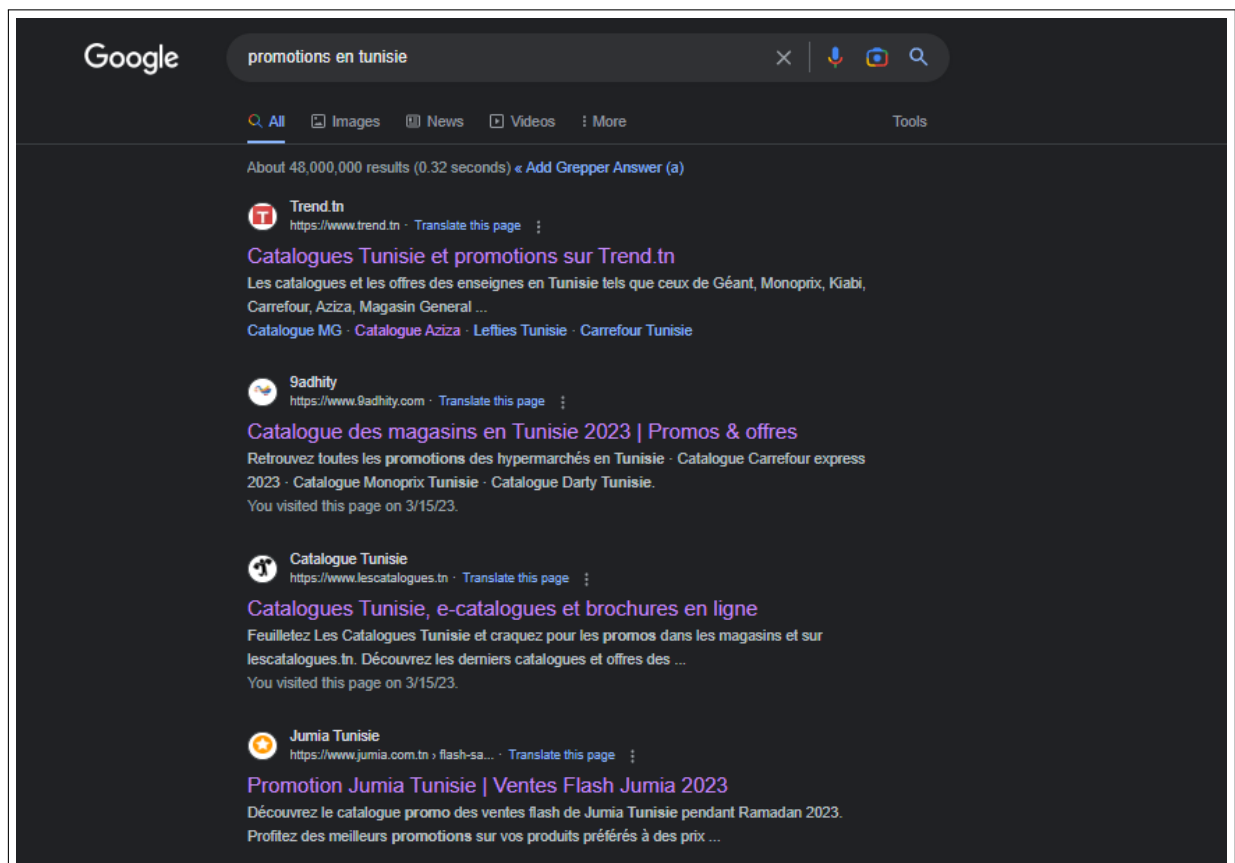 Google
promotions en tunisie
All Images News Videos More Tools
About 48,000,000 results (0.32 seconds) « Add Grepper Answer (a)
Trend.tn
https://www.trend.tn · Translate this page
Catalogues Tunisie et promotions sur Trend.tn
Les catalogues et les offres des enseignes en Tunisie tels que ceux de Géant, Monoprix, Kiabi,
Carrefour, Aziza, Magasin General ...
Catalogue MG · Catalogue Aziza · Lefties Tunisie · Carrefour Tunisie
9adhity
https://www.9adhity.com · Translate this page
Catalogue des magasins en Tunisie 2023 | Promos & offres
Retrouvez toutes les promotions des hypermarchés en Tunisie · Catalogue Carrefour express
2023 · Catalogue Monoprix Tunisie · Catalogue Darty Tunisie.
You visited this page on 3/15/23.
Catalogue Tunisie
https://www.lescatalogues.tn · Translate this page
Catalogues Tunisie, e-catalogues et brochures en ligne
Feuilletez Les Catalogues Tunisie et craquez pour les promos dans les magasins et sur
lescatalogues.tn. Découvrez les derniers catalogues et offres des ...
You visited this page on 3/15/23.
Jumia Tunisie
https://www.jumia.com.tn › flash-sa... · Translate this page
Promotion Jumia Tunisie | Ventes Flash Jumia 2023
Découvrez le catalogue promo des ventes flash de Jumia Tunisie pendant Ramadan 2023.
Profitez des meilleurs promotions sur vos produits préférés à des prix ...